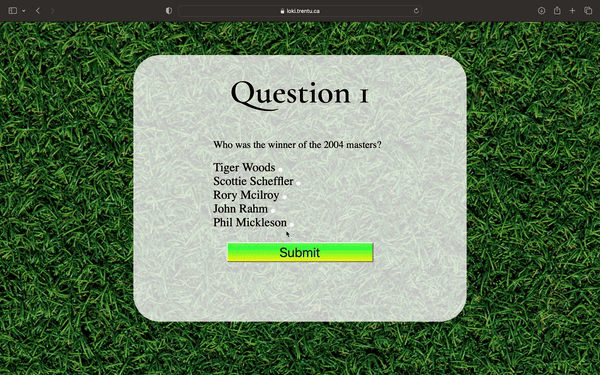 loki.trentu.ca
Question 1
Who was the winner of the 2004 masters?
Tiger Woods
Scottie Scheffler
Rory Mcilroy
John Rahm
Phil Mickleson
Submit